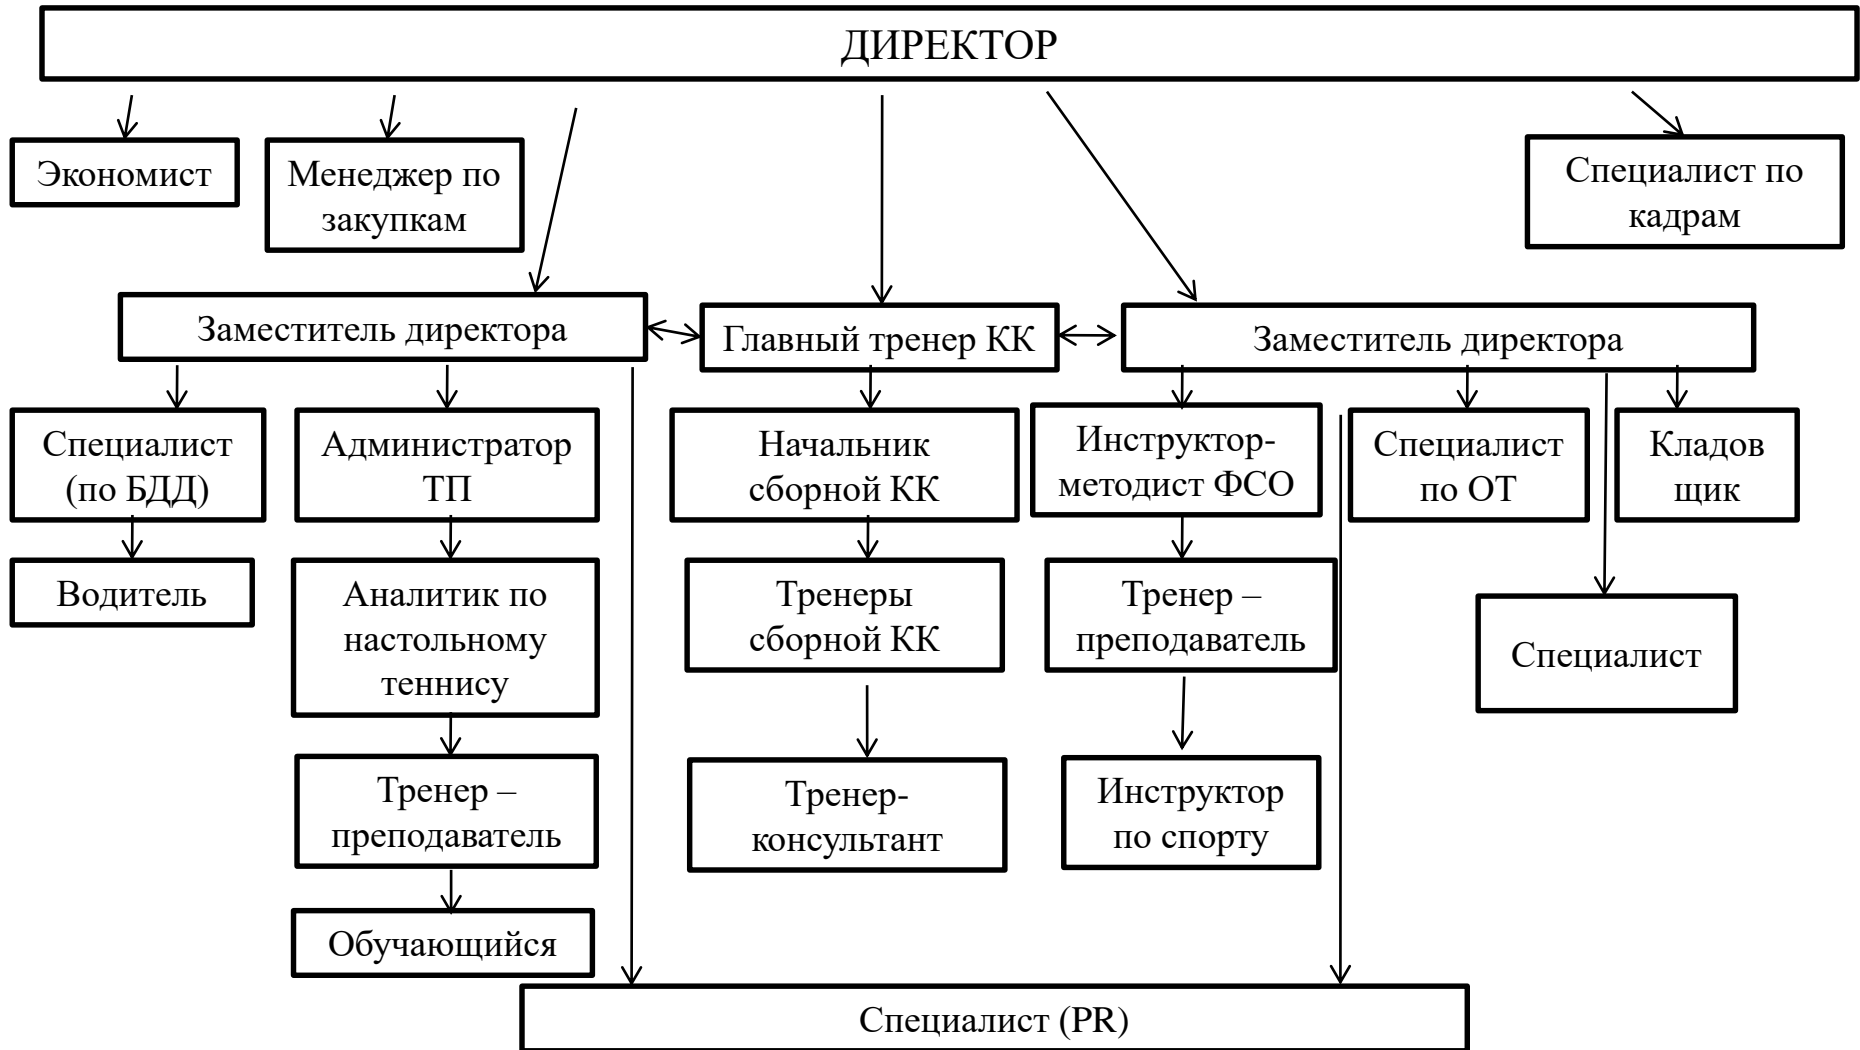 ДИРЕКТОР
Экономист
Менеджер по
закупкам
Специалист по
кадрам
Заместитель директора
Главный тренер КК
Заместитель директора
Специалист
(по БДД)
Администратор
ТП
Начальник
сборной КК
Инструктор-
методист ФСО
Специалист
по ОТ
Кладов
щик
Водитель
Аналитик по
настольному
теннису
Тренеры
сборной КК
Тренер –
преподаватель
Специалист
Тренер –
преподаватель
Тренер-
консультант
Инструктор
по спорту
Обучающийся
Специалист (PR)